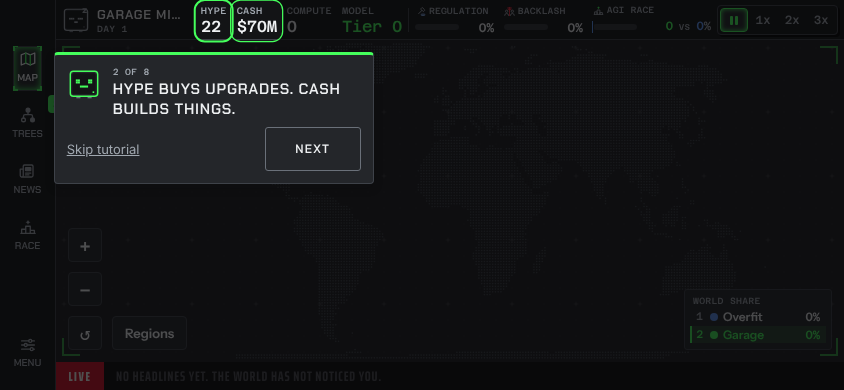 GARAGE MI...
DAY 1
HYPE
22
CASH
$70M
COMPUTE
0
MODEL
Tier 0
REGULATION
0%
BACKLASH
0%
AGI RACE
0 vs 0%
1x 2x 3x
MAP
TREES
NEWS
RACE
MENU
2 OF 8
HYPE BUYS UPGRADES. CASH
BUILDS THINGS.
Skip tutorial
NEXT
+
−
↺
Regions
WORLD SHARE
1 Overfit 0%
2 Garage 0%
LIVE
NO HEADLINES YET. THE WORLD HAS NOT NOTICED YOU.